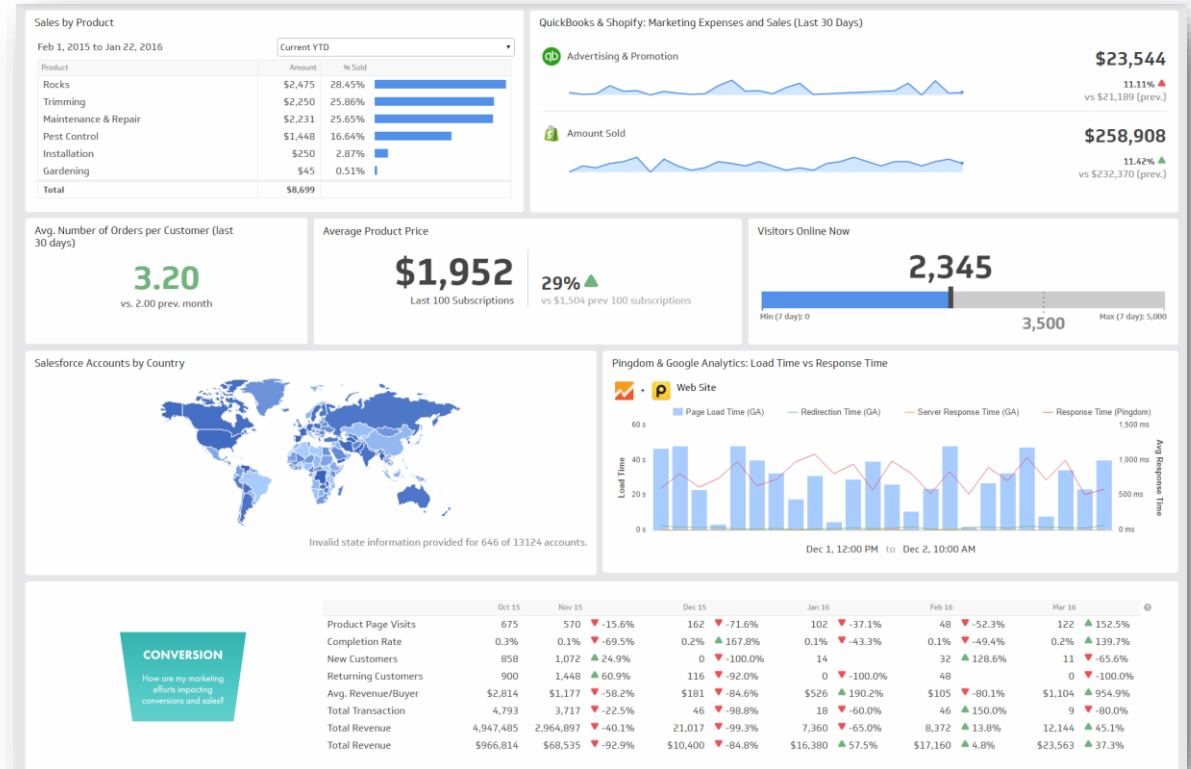 Sales by Product
Feb 1, 2015 to Jan 22, 2016 Current YTD
Product Amount % Sold
Rocks $2,475 28.45%
Trimming $2,250 25.86%
Maintenance & Repair $2,231 25.65%
Pest Control $1,448 16.64%
Installation $250 2.87%
Gardening $45 0.51%
Total $8,699
QuickBooks & Shopify: Marketing Expenses and Sales (Last 30 Days)
qb Advertising & Promotion
$23,544
11.11%
vs $21,189 (prev.)
Amount Sold
$258,908
11.42%
vs $232,370 (prev.)
Avg. Number of Orders per Customer (last
30 days)
3.20
vs. 2.00 prev. month
Average Product Price
$1,952
Last 100 Subscriptions
29%
vs $1,504 prev 100 subscriptions
Visitors Online Now
2,345
Min (7 day): 0
3,500
Max (7 day): 5,000
Salesforce Accounts by Country
Invalid state information provided for 646 of 13124 accounts.
Pingdom & Google Analytics: Load Time vs Response Time
+ p Web Site
Page Load Time (GA) Redirection Time (GA) Server Response Time (GA) Response Time (Pingdom)
60 s 1,500 ms
40 s 1,000 ms
20 s 500 ms
0 s 0 ms
Load Time
Avg Response Time
Dec 1, 12:00 PM to Dec 2, 10:00 AM
CONVERSION
How are my marketing
efforts impacting
conversions and sales?
Oct 15 Nov 15 Dec 15 Jan 16 Feb 16 Mar 16 ?
Product Page Visits 675 570 -15.6% 162 -71.6% 102 -37.1% 48 -52.3% 122 152.5%
Completion Rate 0.3% 0.1% -69.5% 0.2% 167.8% 0.1% -43.3% 0.1% -49.4% 0.2% 139.7%
New Customers 858 1,072 24.9% 0 -100.0% 14 32 128.6% 11 -65.6%
Returning Customers 900 1,448 60.9% 116 -92.0% 0 -100.0% 48 0 -100.0%
Avg. Revenue/Buyer $2,814 $1,177 -58.2% $181 -84.6% $526 190.2% $105 -80.1% $1,104 954.9%
Total Transaction 4,793 3,717 -22.5% 46 -98.8% 18 -60.0% 46 150.0% 9 -80.0%
Total Revenue 4,947,485 2,964,897 -40.1% 21,017 -99.3% 7,360 -65.0% 8,372 13.8% 12,144 45.1%
Total Revenue $966,814 $68,535 -92.9% $10,400 -84.8% $16,380 57.5% $17,160 4.8% $23,563 37.3%